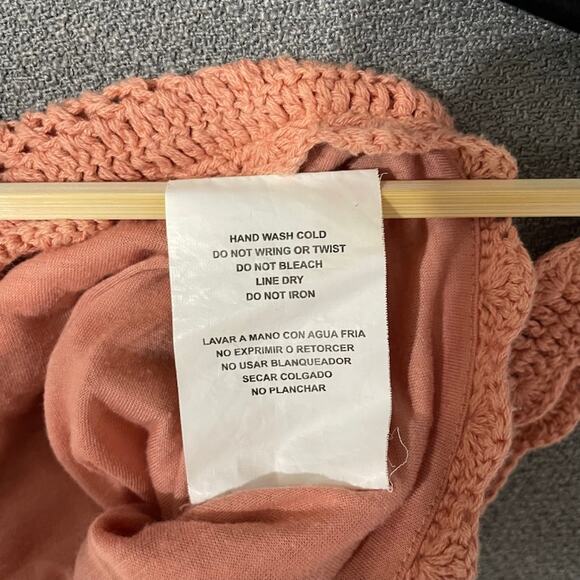 HAND WASH COLD
DO NOT WRING OR TWIST
DO NOT BLEACH
LINE DRY
DO NOT IRON
LAVAR A MANO CON AGUA FRIA
NO EXPRIMIR O RETORCER
NO USAR BLANQUEADOR
SECAR COLGADO
NO PLANCHAR